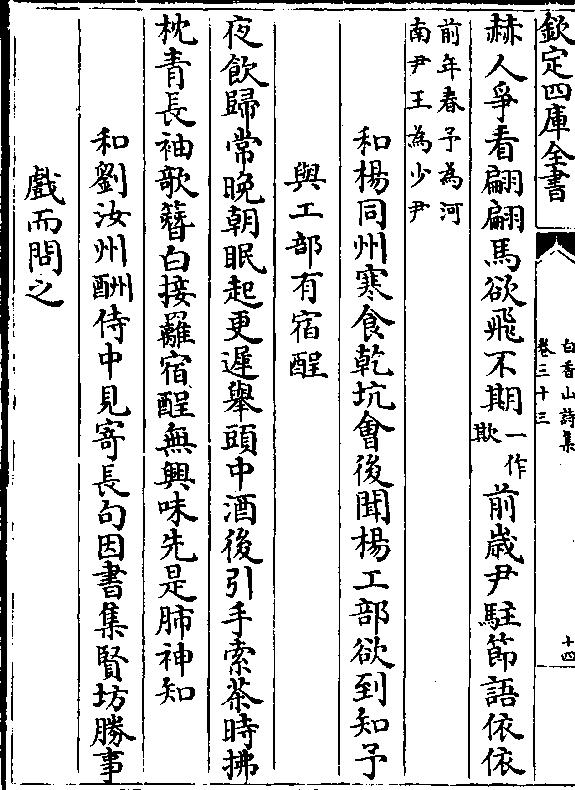 欽定四庫全書
白香山詩集
卷三十三
十四
赫人爭看翩翩馬欲飛不期一作欺前歲尹駐節語依依
前年春予為河
南尹王為少尹
和楊同州寒食乾坑會後聞楊工部欲到知予
與工部有宿酲
夜飲歸常晚朝眠起更遲舉頭中酒後引手索茶時拂
枕青長袖歌簪白接䍦宿酲無興味先是肺神知
和劉汝州酬侍中見寄長句因書集賢坊勝事
戲而問之